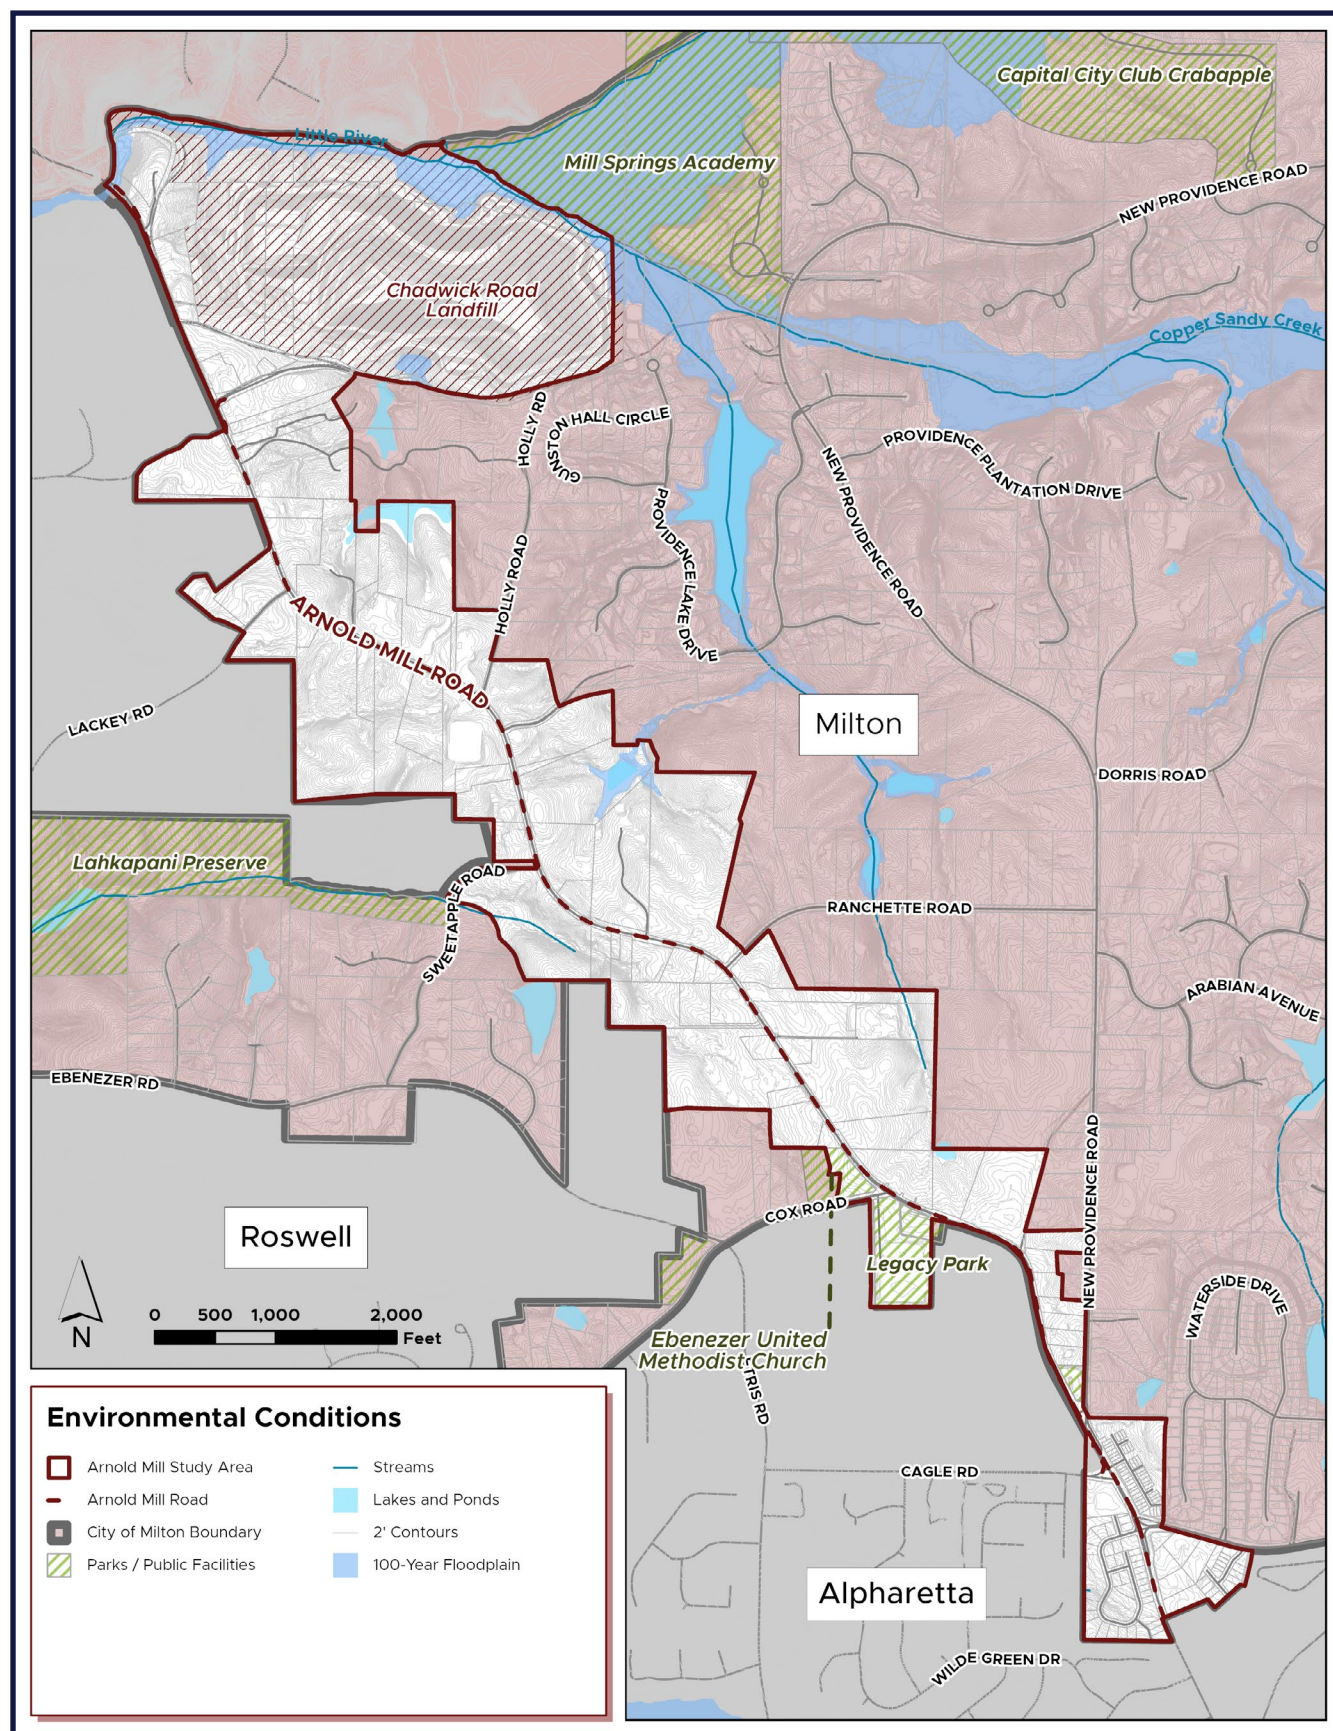 Capital City Club Crabapple
Little River
Mill Springs Academy
NEW PROVIDENCE ROAD
Chadwick Road
Landfill
Copper Sandy Creek
HOLLY RD
GUNSTON HALL CIRCLE
PROVIDENCE PLANTATION DRIVE
NEW PROVIDENCE ROAD
PROVIDENCE LAKE DRIVE
HOLLY ROAD
ARNOLD MILL ROAD
LACKEY RD
Milton
DORRIS ROAD
Lahkapani Preserve
SWEETAPPLE ROAD
RANCHETTE ROAD
ARABIAN AVENUE
EBENEZER RD
NEW PROVIDENCE ROAD
COX ROAD
Roswell
Legacy Park
WATERSIDE DRIVE
0 500 1,000 2,000
Feet
N
Ebenezer United
Methodist Church
TRIS RD
CAGLE RD
Alpharetta
WILDE GREEN DR
Environmental Conditions
Arnold Mill Study Area
Arnold Mill Road
City of Milton Boundary
Parks / Public Facilities
Streams
Lakes and Ponds
2' Contours
100-Year Floodplain